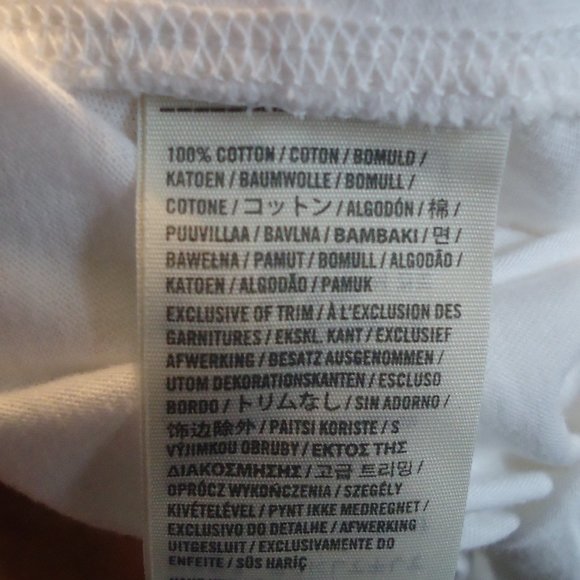 100% COTTON / COTON / BOMULD /
KATOEN / BAUMWOLLE / BOMULL /
COTONE / コットン / ALGODÓN / 棉 /
PUUVILLAA / BAVLNA / BAMBAKI / 면 /
BAWEŁNA / PAMUT / BOMULL / ALGODÃO /
KATOEN / ALGODÃO / PAMUK
EXCLUSIVE OF TRIM / À L'EXCLUSION DES
GARNITURES / EKSKL. KANT / EXCLUSIEF
AFWERKING / BESATZ AUSGENOMMEN /
UTOM DEKORATIONSKANTEN / ESCLUSO
BORDO / トリムなし / SIN ADORNO /
饰边除外 / PAITSI KORISTE / S
VÝJIMKOU OBRUBY / ΕΚΤΟΣ ΤΗΣ
ΔΙΑΚΟΣΜΗΣΗΣ / 고급 트리밍 /
OPRÓCZ WYKOŃCZENIA / SZEGÉLY
KIVÉTELÉVEL / PYNT IKKE MEDREGNET /
EXCLUSIVO DO DETALHE / AFWERKING
UITGESLUIT / EXCLUSIVAMENTE DO
ENFEITE / SÜS HARİÇ